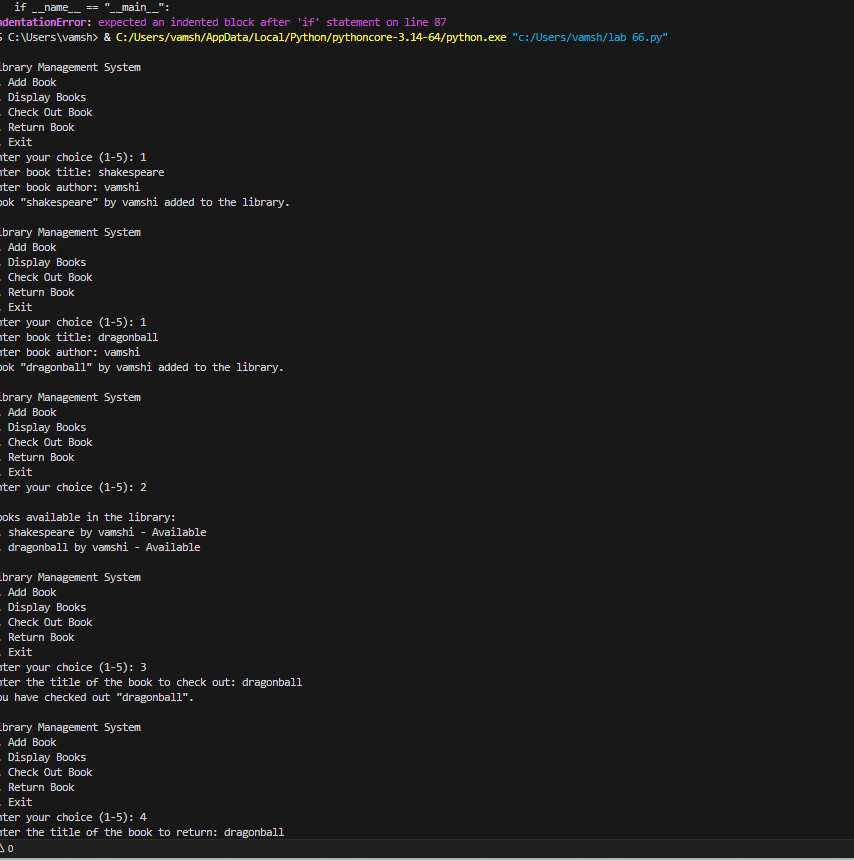 if __name__ == "__main__":
ndentationError: expected an indented block after 'if' statement on line 87
S C:\Users\vamsh> & C:/Users/vamsh/AppData/Local/Python/pythoncore-3.14-64/python.exe "c:/Users/vamsh/lab 66.py"
ibrary Management System
. Add Book
. Display Books
. Check Out Book
. Return Book
. Exit
nter your choice (1-5): 1
nter book title: shakespeare
nter book author: vamshi
ook "shakespeare" by vamshi added to the library.
ibrary Management System
. Add Book
. Display Books
. Check Out Book
. Return Book
. Exit
nter your choice (1-5): 1
nter book title: dragonball
nter book author: vamshi
ook "dragonball" by vamshi added to the library.
ibrary Management System
. Add Book
. Display Books
. Check Out Book
. Return Book
. Exit
nter your choice (1-5): 2
ooks available in the library:
. shakespeare by vamshi - Available
. dragonball by vamshi - Available
ibrary Management System
. Add Book
. Display Books
. Check Out Book
. Return Book
. Exit
nter your choice (1-5): 3
nter the title of the book to check out: dragonball
ou have checked out "dragonball".
ibrary Management System
. Add Book
. Display Books
. Check Out Book
. Return Book
. Exit
nter your choice (1-5): 4
nter the title of the book to return: dragonball
0